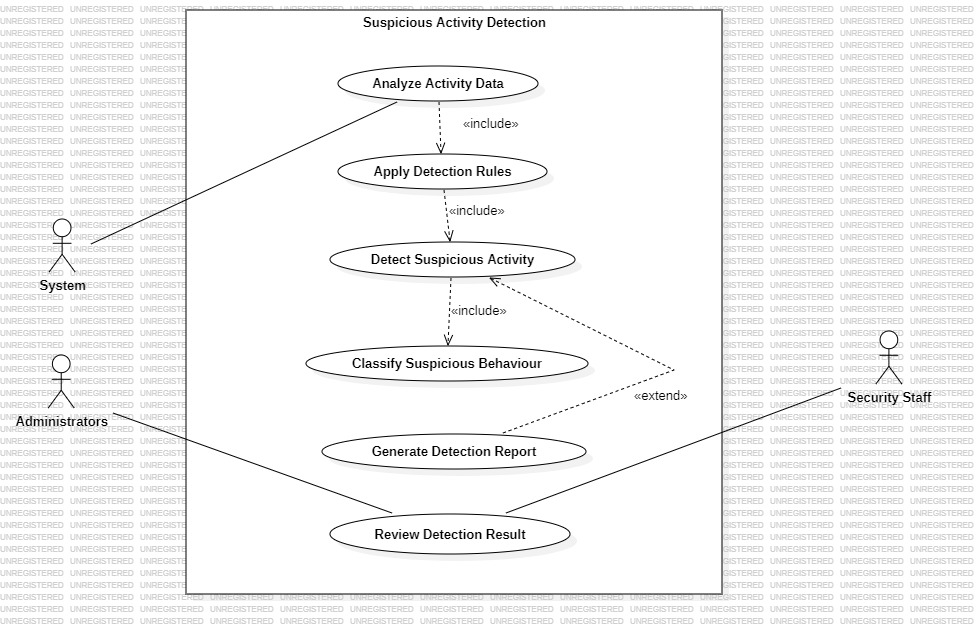 Suspicious Activity Detection
Analyze Activity Data
«include»
Apply Detection Rules
«include»
Detect Suspicious Activity
System
«include»
Classify Suspicious Behaviour
«extend»
Security Staff
Administrators
Generate Detection Report
Review Detection Result
UNREGISTERED